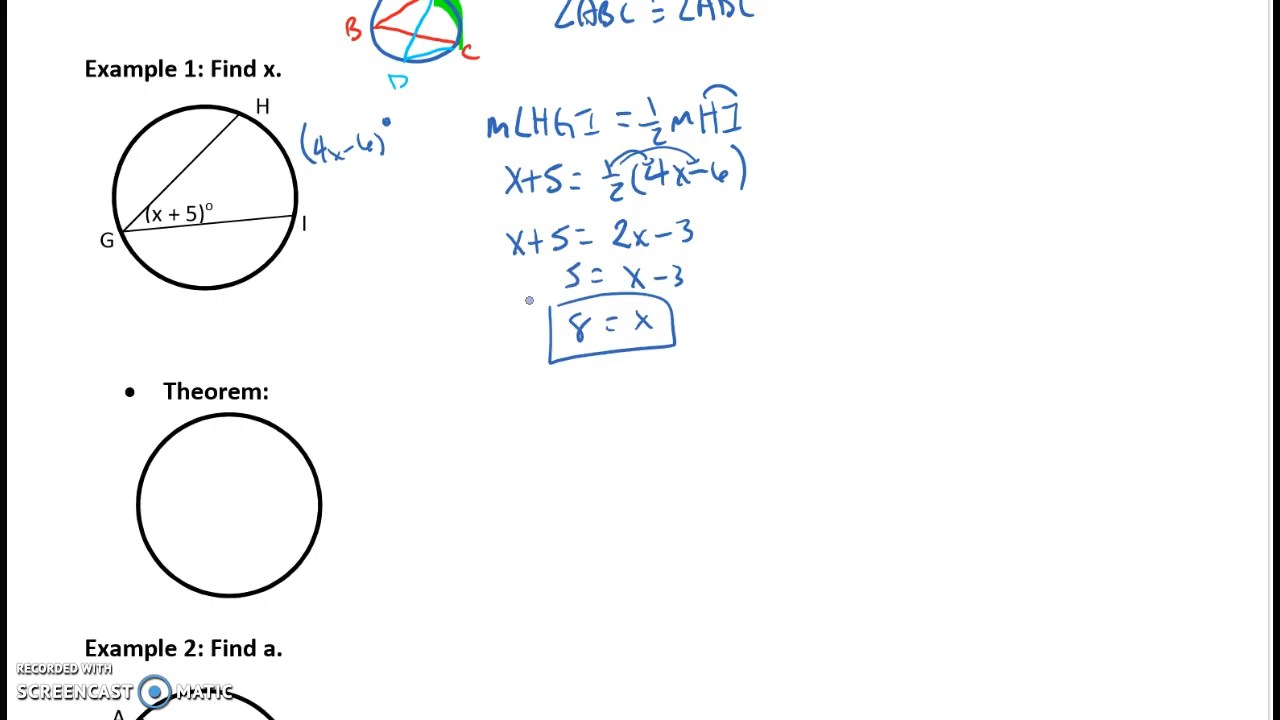 ∠ABC ≅ ∠ADC
B
C
D
Example 1: Find x.
H
(4x-6)°
(x + 5)°
G
I
m∠HGI = 1/2 mHI
x+5 = 1/2(4x-6)
x+5 = 2x-3
5 = x-3
8 = x
• Theorem:
Example 2: Find a.
A
RECORDED WITH
SCREENCAST MATIC